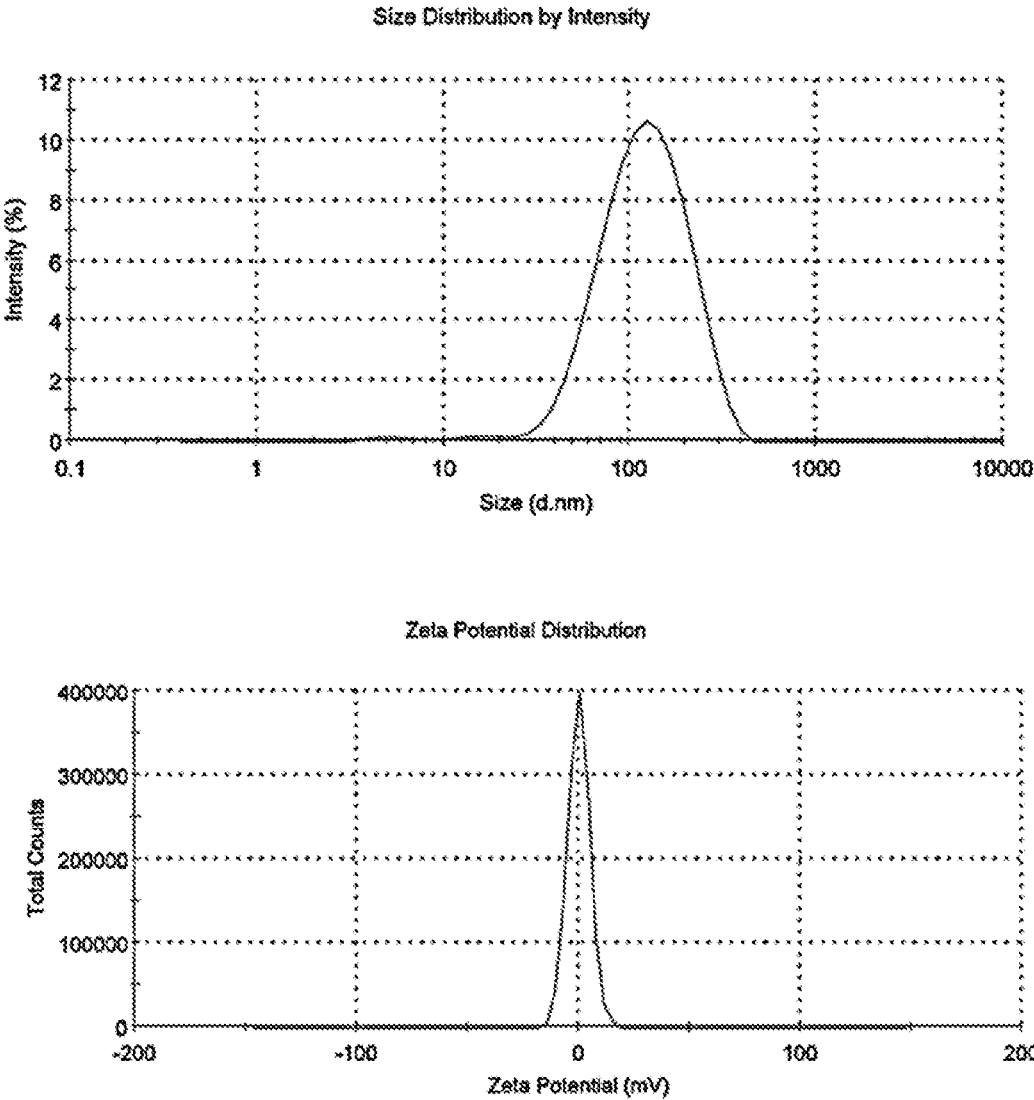 Size Distribution by Intensity
12
10
8
6
4
2
0
Intensity (%)
0.1 1 10 100 1000 10000
Size (d.nm)
Zeta Potential Distribution
400000
300000
200000
100000
0
Total Counts
-200 -100 0 100 200
Zeta Potential (mV)